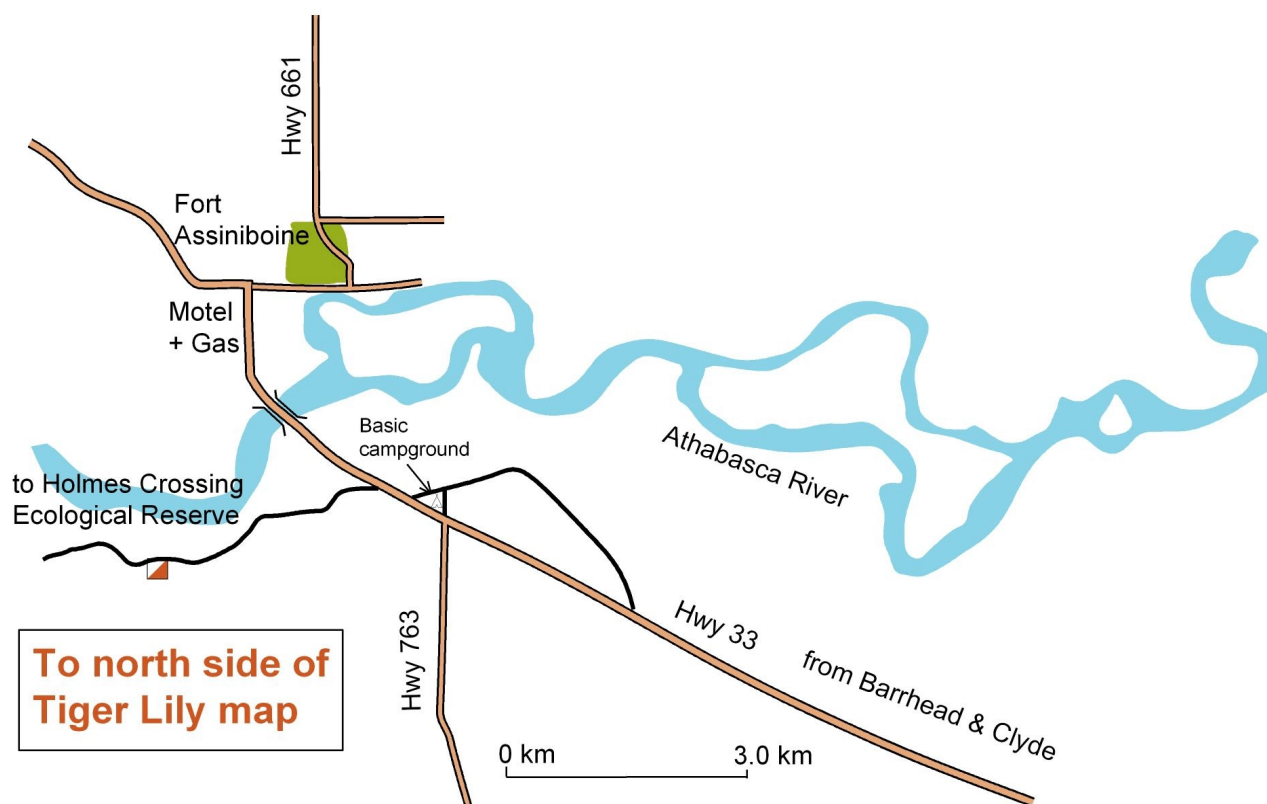 Hwy 661
Fort
Assiniboine
Motel
+ Gas
Basic
campground
Athabasca River
to Holmes Crossing
Ecological Reserve
Hwy 763
Hwy 33
from Barrhead & Clyde
To north side of
Tiger Lily map
0 km
3.0 km